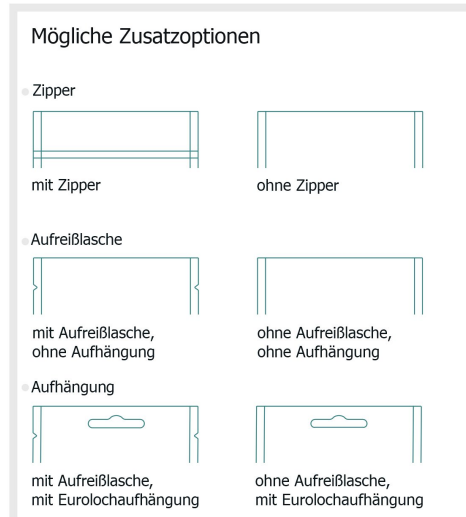 Mögliche Zusatzoptionen
Zipper
mit Zipper
ohne Zipper
Aufreißlasche
mit Aufreißlasche,
ohne Aufhängung
ohne Aufreißlasche,
ohne Aufhängung
Aufhängung
mit Aufreißlasche,
mit Eurolochaufhängung
ohne Aufreißlasche,
mit Eurolochaufhängung